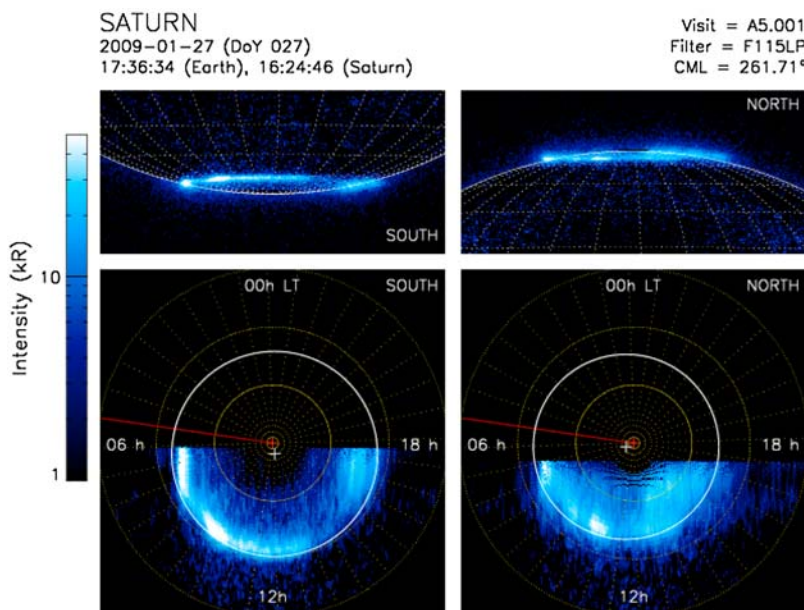 SATURN
2009-01-27 (DoY 027)
17:36:34 (Earth), 16:24:46 (Saturn)
Visit = A5.001
Filter = F115LP
CML = 261.71°
NORTH
SOUTH
Intensity (kR)
10
1
00h LT
SOUTH
06 h
18 h
12h
00h LT
NORTH
06 h
18 h
12h